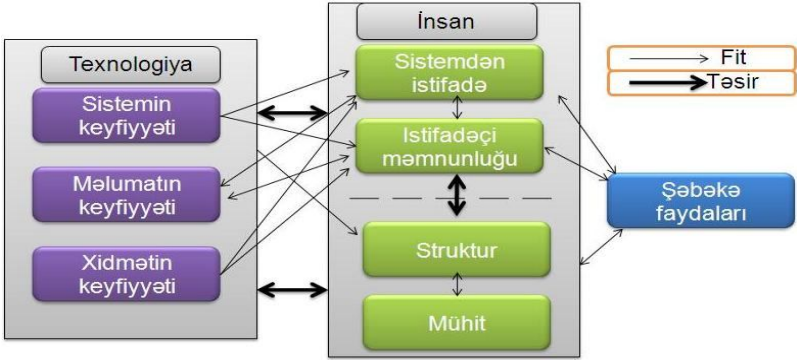 Texnologiya
Sistemin
keyfiyyəti
Məlumatın
keyfiyyəti
Xidmətin
keyfiyyəti
İnsan
Sistemdən
istifadə
Istifadəçi
məmnunluğu
Struktur
Mühit
Fit
Təsir
Şəbəkə
faydaları